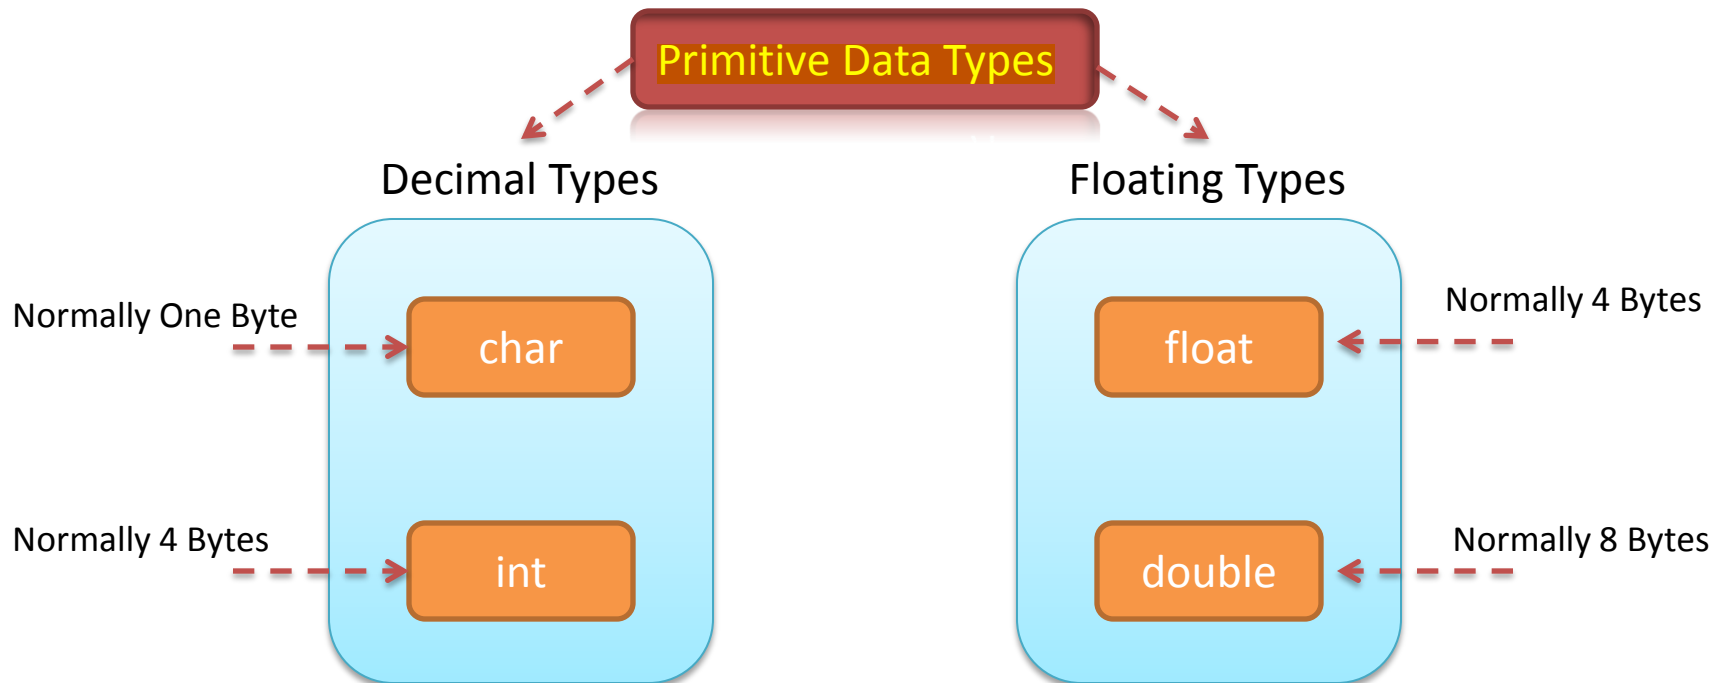 Primitive Data Types
Decimal Types
Floating Types
Normally One Byte
char
float
Normally 4 Bytes
Normally 4 Bytes
int
double
Normally 8 Bytes